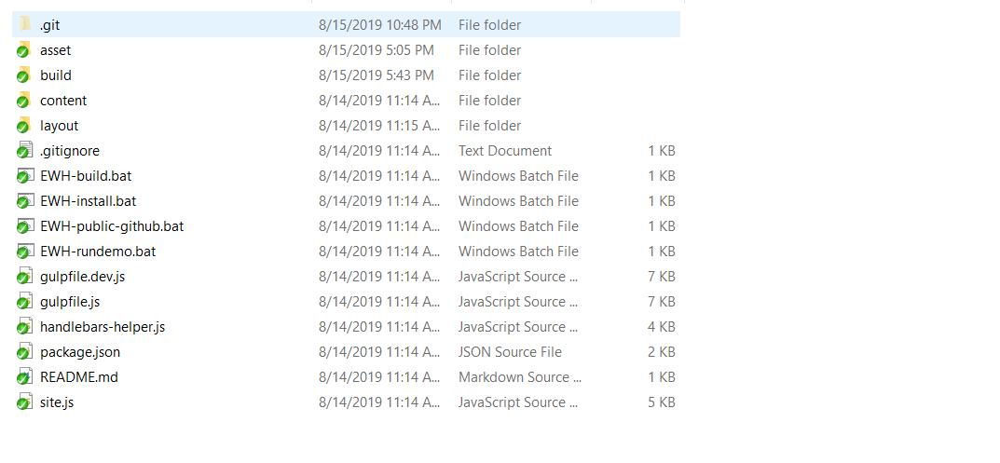 .git 8/15/2019 10:48 PM File folder
asset 8/15/2019 5:05 PM File folder
build 8/15/2019 5:43 PM File folder
content 8/14/2019 11:14 A... File folder
layout 8/14/2019 11:15 A... File folder
.gitignore 8/14/2019 11:14 A... Text Document 1 KB
EWH-build.bat 8/14/2019 11:14 A... Windows Batch File 1 KB
EWH-install.bat 8/14/2019 11:14 A... Windows Batch File 1 KB
EWH-public-github.bat 8/14/2019 11:14 A... Windows Batch File 1 KB
EWH-rundemo.bat 8/14/2019 11:14 A... Windows Batch File 1 KB
gulpfile.dev.js 8/14/2019 11:14 A... JavaScript Source ... 7 KB
gulpfile.js 8/14/2019 11:14 A... JavaScript Source ... 7 KB
handlebars-helper.js 8/14/2019 11:14 A... JavaScript Source ... 4 KB
package.json 8/14/2019 11:14 A... JSON Source File 2 KB
README.md 8/14/2019 11:14 A... Markdown Source ... 1 KB
site.js 8/14/2019 11:14 A... JavaScript Source ... 5 KB